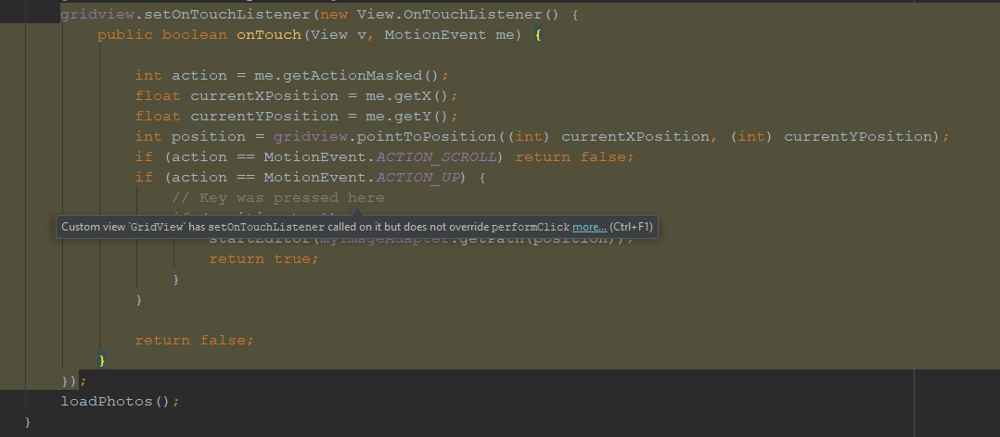 gridview.setOnTouchListener(new View.OnTouchListener() {
public boolean onTouch(View v, MotionEvent me) {
int action = me.getActionMasked();
float currentXPosition = me.getX();
float currentYPosition = me.getY();
int position = gridview.pointToPosition((int) currentXPosition, (int) currentYPosition);
if (action == MotionEvent.ACTION_SCROLL) return false;
if (action == MotionEvent.ACTION_UP) {
// Key was pressed here
Custom view `GridView` has setOnTouchListener called on it but does not override performClick more... (Ctrl+F1)
startEditor(myImageAdapter.getPath(position));
return true;
}
}
return false;
}
});
loadPhotos();
}